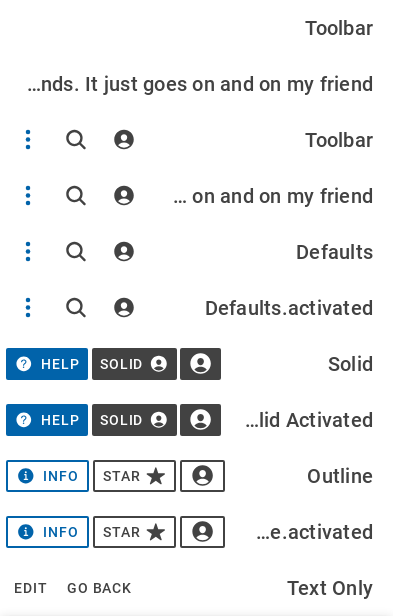 Toolbar
...nds. It just goes on and on my friend
Toolbar
... on and on my friend
Defaults
Defaults.activated
HELP SOLID Solid
HELP SOLID ...lid Activated
INFO STAR Outline
INFO STAR ...e.activated
EDIT GO BACK Text Only